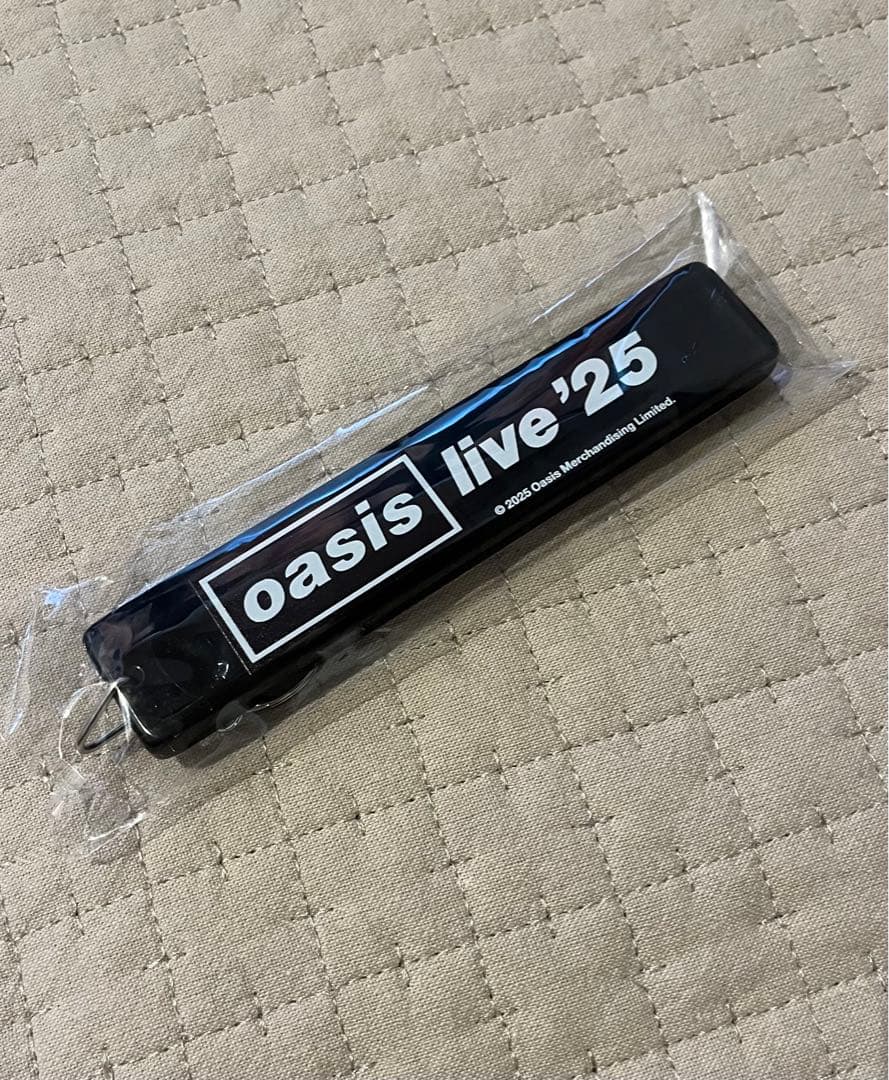 oasis live '25
© 2025 Oasis Merchandising Limited.